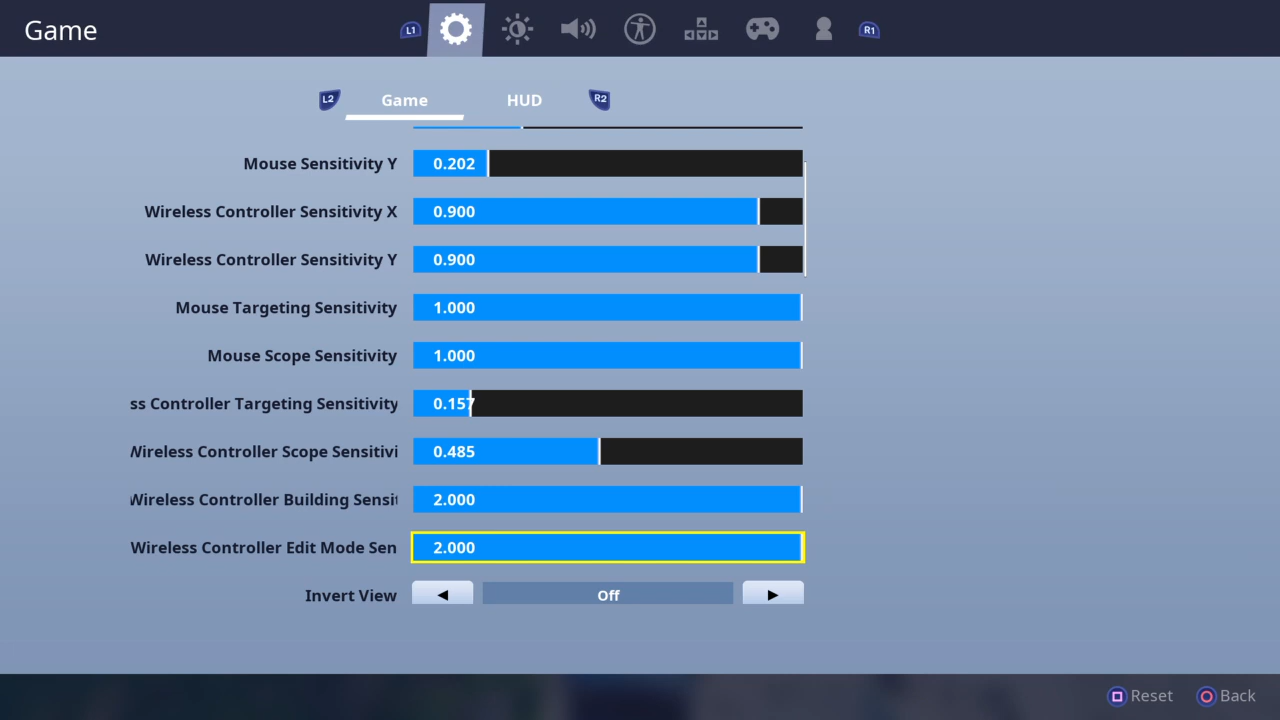 Game
L1
R1
L2
Game
HUD
R2
Mouse Sensitivity Y 0.202
Wireless Controller Sensitivity X 0.900
Wireless Controller Sensitivity Y 0.900
Mouse Targeting Sensitivity 1.000
Mouse Scope Sensitivity 1.000
ss Controller Targeting Sensitivity 0.157
Wireless Controller Scope Sensitivi 0.485
Wireless Controller Building Sensit 2.000
Wireless Controller Edit Mode Sen 2.000
Invert View Off
Reset Back